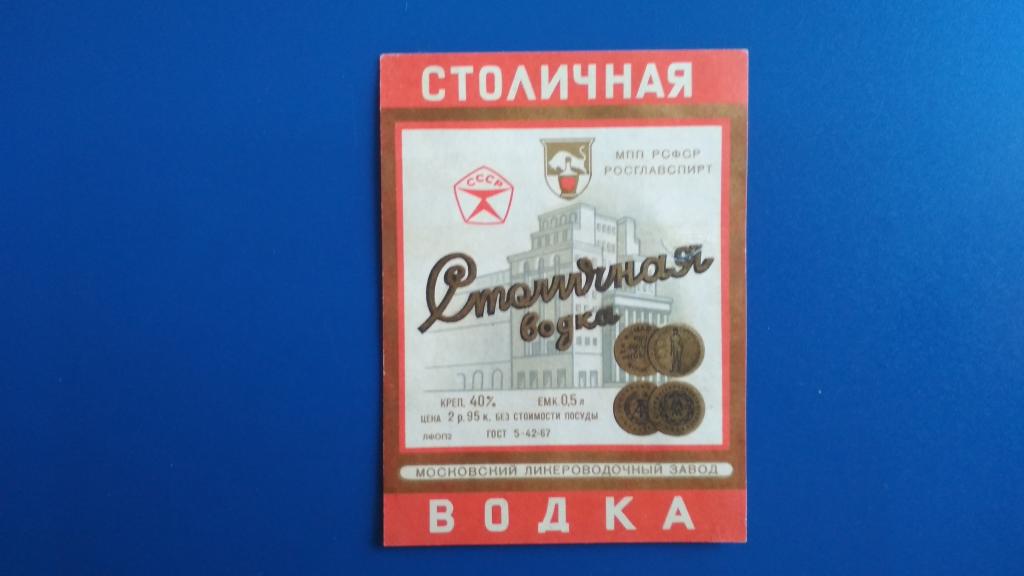 СТОЛИЧНАЯ
МПП РСФСР
РОСГЛАВСПИРТ
СССР
Столичная
водка
КРЕП. 40% ЕМК. 0,5 л
ЦЕНА 2 р. 95 к. БЕЗ СТОИМОСТИ ПОСУДЫ
ЛФОП2 ГОСТ 5-42-67
МОСКОВСКИЙ ЛИКЕРОВОДОЧНЫЙ ЗАВОД
ВОДКА